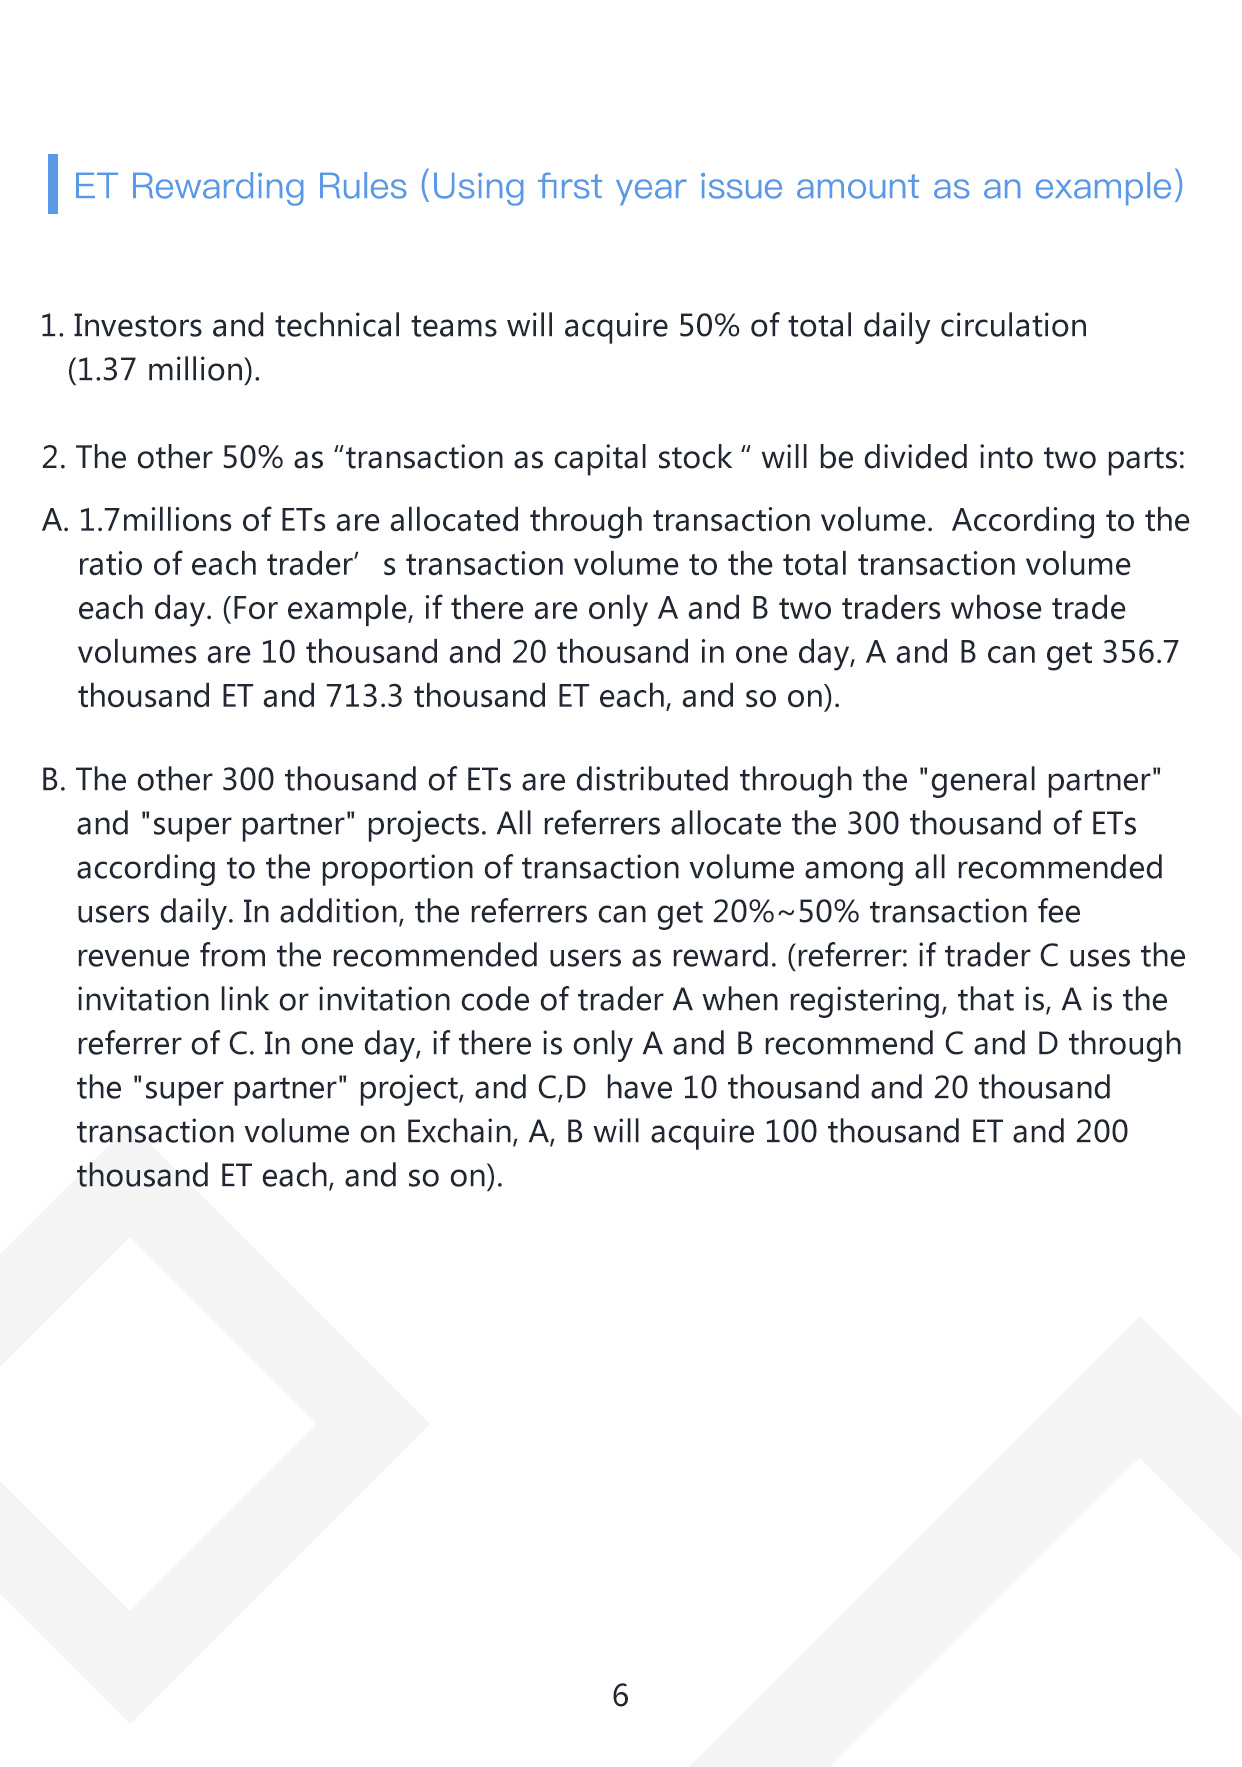 ET Rewarding Rules (Using first year issue amount as an example)
1. Investors and technical teams will acquire 50% of total daily circulation
(1.37 million).
2. The other 50% as “transaction as capital stock “ will be divided into two parts:
A. 1.7millions of ETs are allocated through transaction volume.  According to the
ratio of each trader’ s transaction volume to the total transaction volume
each day. (For example, if there are only A and B two traders whose trade
volumes are 10 thousand and 20 thousand in one day, A and B can get 356.7
thousand ET and 713.3 thousand ET each, and so on).
B. The other 300 thousand of ETs are distributed through the "general partner"
and "super partner" projects. All referrers allocate the 300 thousand of ETs
according to the proportion of transaction volume among all recommended
users daily. In addition, the referrers can get 20%~50% transaction fee
revenue from the recommended users as reward. (referrer: if trader C uses the
invitation link or invitation code of trader A when registering, that is, A is the
referrer of C. In one day, if there is only A and B recommend C and D through
the "super partner" project, and C,D  have 10 thousand and 20 thousand
transaction volume on Exchain, A, B will acquire 100 thousand ET and 200
thousand ET each, and so on).
6